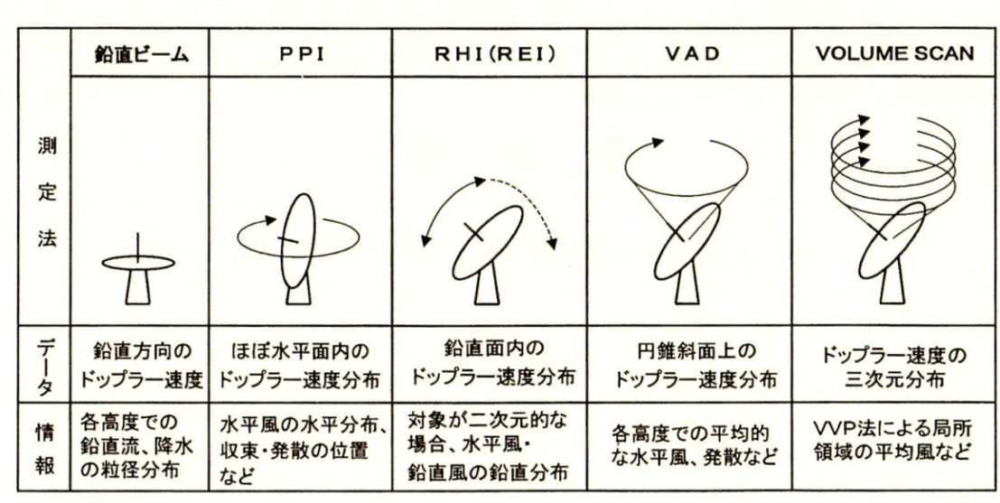 鉛直ビーム
PPI
RHI(REI)
VAD
VOLUME SCAN
測定法
データ
鉛直方向の
ドップラー速度
ほぼ水平面内の
ドップラー速度分布
鉛直面内の
ドップラー速度分布
円錐斜面上の
ドップラー速度分布
ドップラー速度の
三次元分布
情報
各高度での
鉛直流、降水
の粒径分布
水平風の水平分布、
収束・発散の位置
など
対象が二次元的な
場合、水平風・
鉛直風の鉛直分布
各高度での平均的
な水平風、発散など
VVP法による局所
領域の平均風など